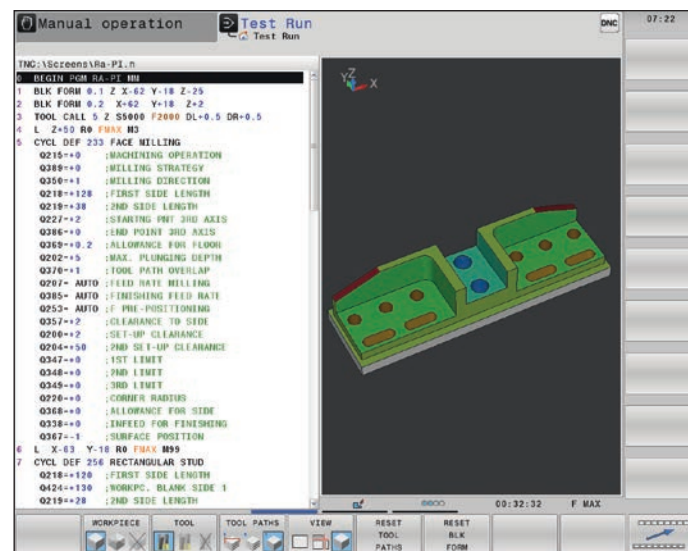 Manual operation
Test Run
Test Run
DNC
07:22
TNC:\Screens\Ra-PI.n
0 BEGIN PGM RA-PI MM
1 BLK FORM 0.1 Z X-62 Y-18 Z-25
2 BLK FORM 0.2 X+62 Y+18 Z+2
3 TOOL CALL 5 Z S5000 F2000 DL+0.5 DR+0.5
4 L Z+50 R0 FMAX M3
5 CYCL DEF 233 FACE MILLING
Q215=+0 ;MACHINING OPERATION
Q389=+0 ;MILLING STRATEGY
Q350=+1 ;MILLING DIRECTION
Q218=+128 ;FIRST SIDE LENGTH
Q219=+38 ;2ND SIDE LENGTH
Q227=+2 ;STARTNG PNT 3RD AXIS
Q386=+0 ;END POINT 3RD AXIS
Q369=+0.2 ;ALLOWANCE FOR FLOOR
Q202=+5 ;MAX. PLUNGING DEPTH
Q370=+1 ;TOOL PATH OVERLAP
Q207= AUTO ;FEED RATE MILLING
Q385= AUTO ;FINISHING FEED RATE
Q253= AUTO ;F PRE-POSITIONING
Q357=+2 ;CLEARANCE TO SIDE
Q200=+2 ;SET-UP CLEARANCE
Q204=+50 ;2ND SET-UP CLEARANCE
Q347=+0 ;1ST LIMIT
Q348=+0 ;2ND LIMIT
Q349=+0 ;3RD LIMIT
Q220=+0 ;CORNER RADIUS
Q368=+0 ;ALLOWANCE FOR SIDE
Q338=+0 ;INFEED FOR FINISHING
Q367=-1 ;SURFACE POSITION
6 L X-63 Y-18 R0 FMAX M99
7 CYCL DEF 256 RECTANGULAR STUD
Q218=+120 ;FIRST SIDE LENGTH
Q424=+130 ;WORKPC. BLANK SIDE 1
Q219=+28 ;2ND SIDE LENGTH
Y Z X
00:32:32 F MAX
WORKPIECE
TOOL
TOOL PATHS
VIEW
RESET
TOOL
PATHS
RESET
BLK
FORM